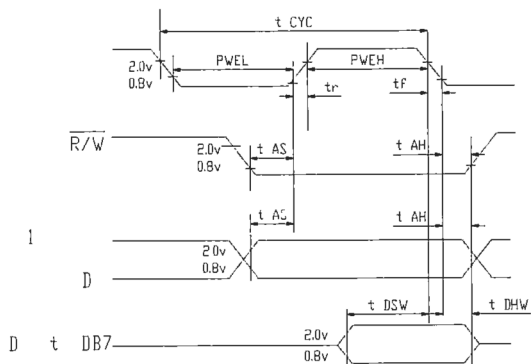 t CYC
2.0v
0.8v
PWEL
PWEH
tr
tf
R/W
2.0v
0.8v
t AS
t AH
t AS
t AH
1
D
2.0v
0.8v
t DSW
t DHW
D t DB7
2.0v
0.8v